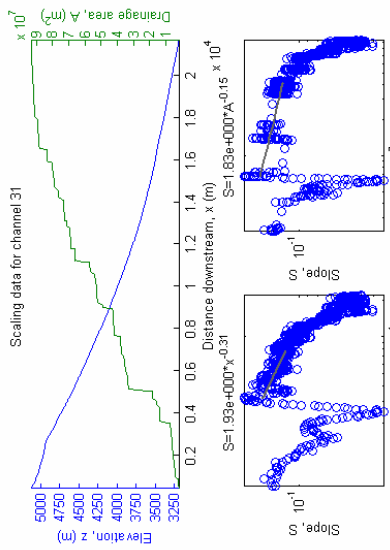 Scaling data for channel 31
x 10^7
Drainage area, A (m^2)
9
8
7
6
5
4
3
2
1
Elevation, z (m)
5000
4750
4500
4250
4000
3750
3500
3250
0.2
0.4
0.6
0.8
1
1.2
1.4
1.6
1.8
2
x 10^4
Distance downstream, x (m)
S=1.93e+000*x^-0.31
Slope, S
10^-1
S=1.83e+000*A^-0.15
Slope, S
10^-1